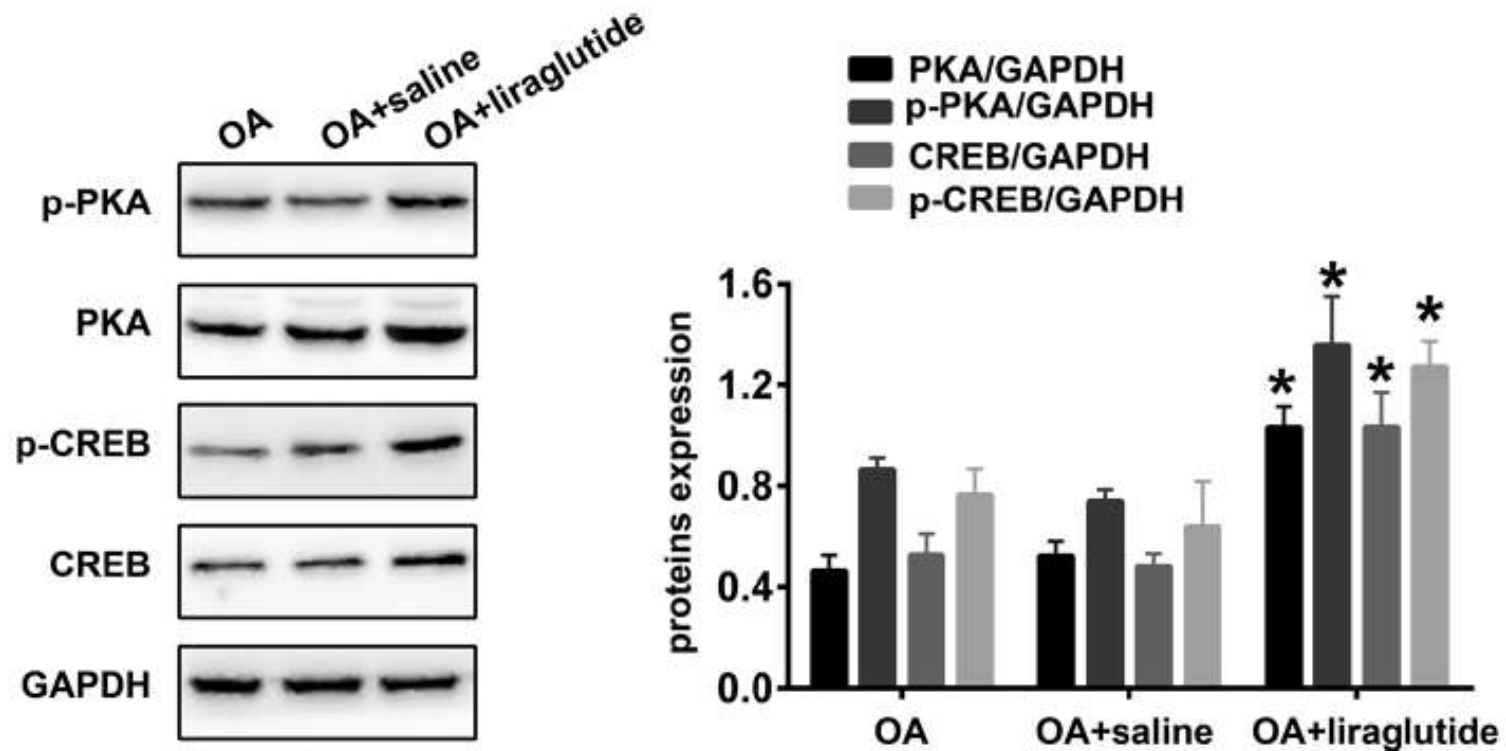 OA OA+saline OA+liraglutide
p-PKA
PKA
p-CREB
CREB
GAPDH
PKA/GAPDH
p-PKA/GAPDH
CREB/GAPDH
p-CREB/GAPDH
proteins expression
1.6
1.2
0.8
0.4
0.0
* * * *
OA OA+saline OA+liraglutide